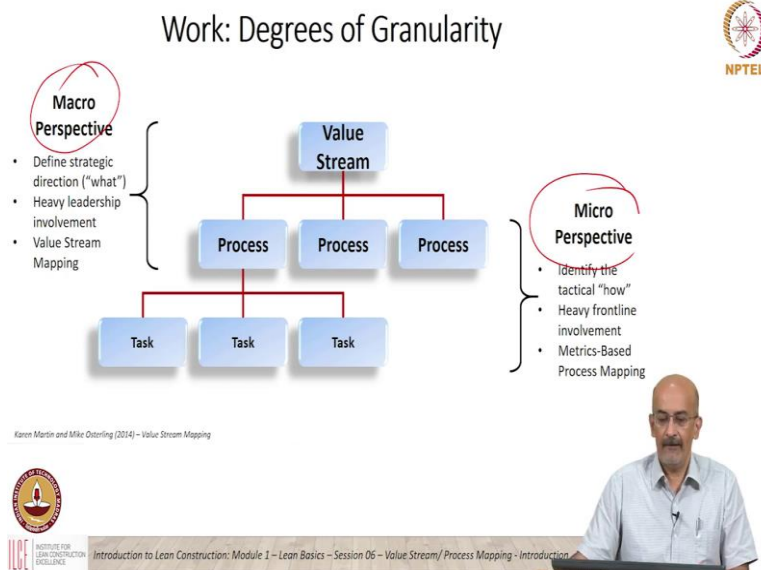 Work: Degrees of Granularity
NPTEL
Macro
Perspective
• Define strategic
direction ("what")
• Heavy leadership
involvement
• Value Stream
Mapping
Value
Stream
Process
Process
Process
Task
Task
Task
Micro
Perspective
• Identify the
tactical "how"
• Heavy frontline
involvement
• Metrics-Based
Process Mapping
Karen Martin and Mike Osterling (2014) – Value Stream Mapping
ILCE
INSTITUTE FOR
LEAN CONSTRUCTION
EXCELLENCE
Introduction to Lean Construction: Module 1 – Lean Basics – Session 06 – Value Stream/ Process Mapping - Introduction